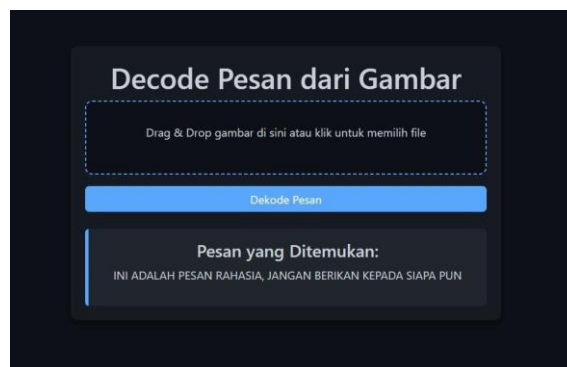 Decode Pesan dari Gambar
Drag & Drop gambar di sini atau klik untuk memilih file
Dekode Pesan
Pesan yang Ditemukan:
INI ADALAH PESAN RAHASIA, JANGAN BERIKAN KEPADA SIAPA PUN